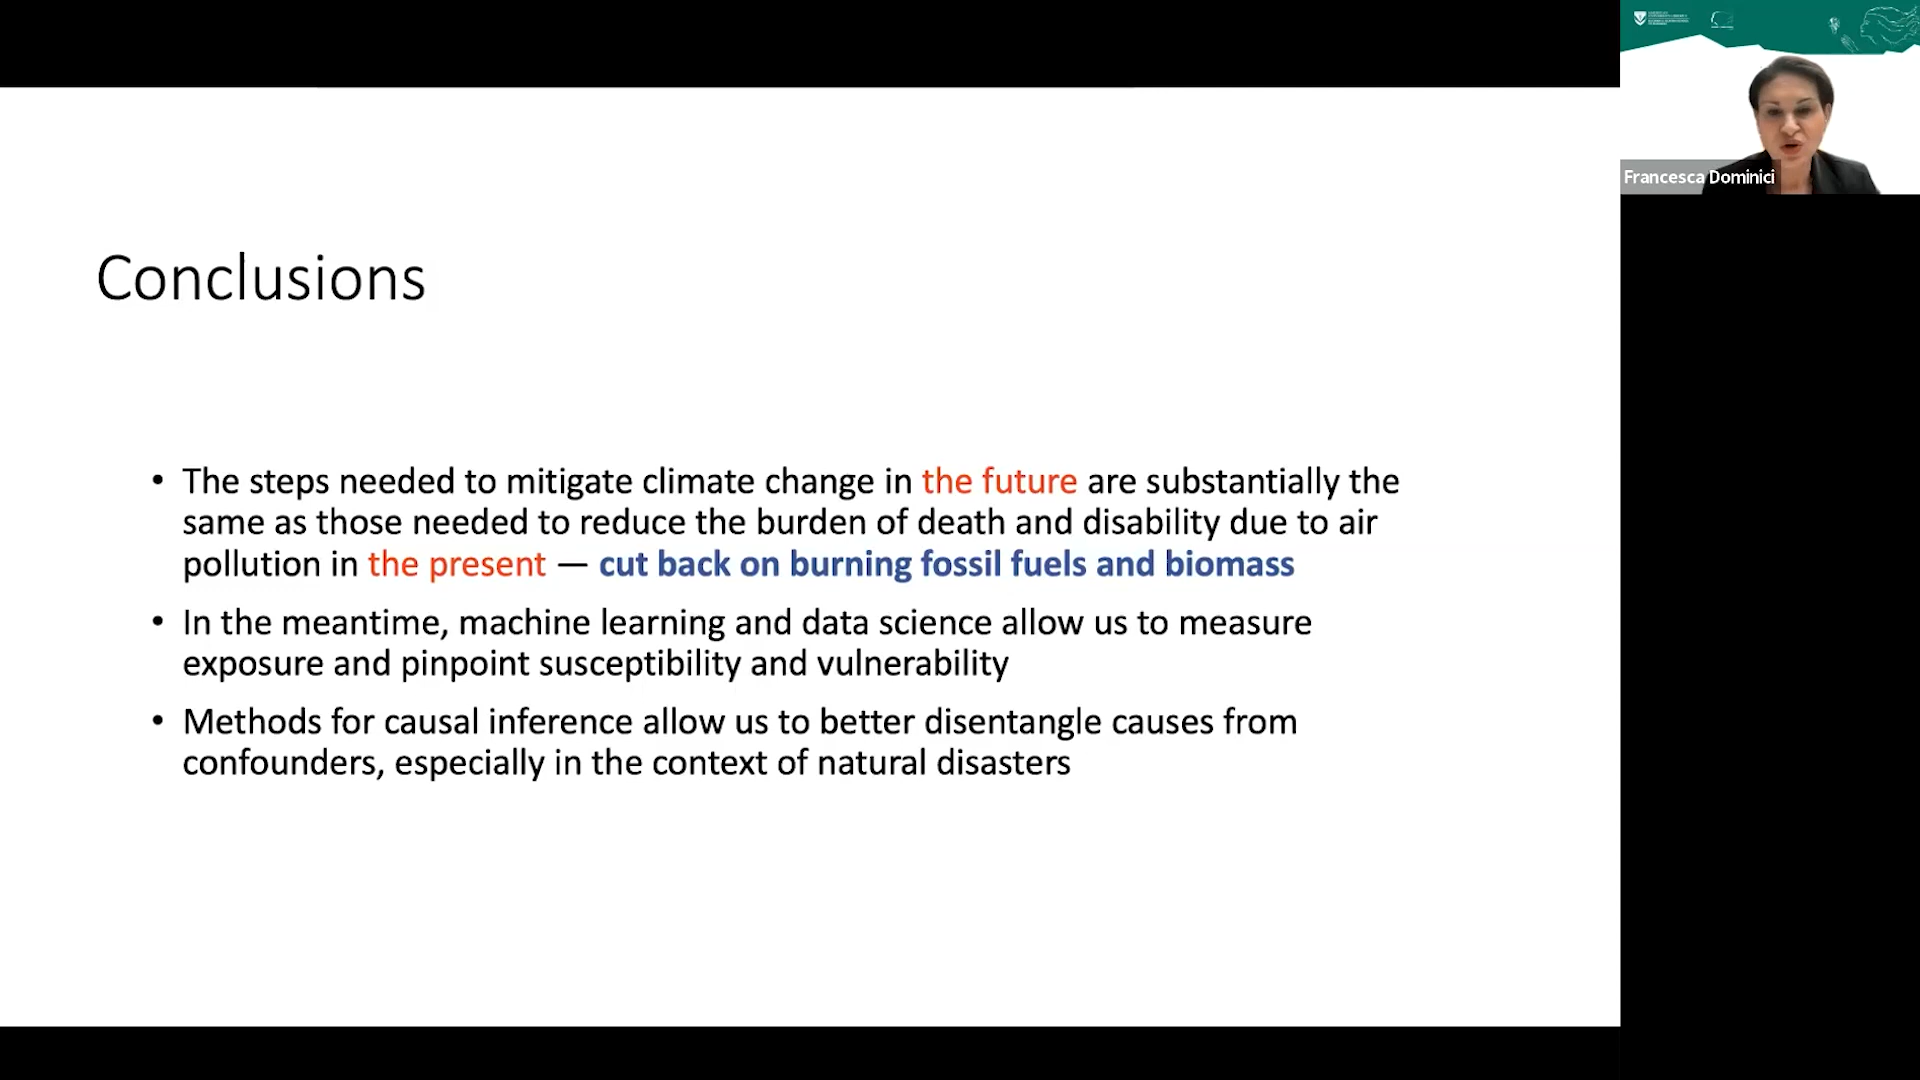 Conclusions
• The steps needed to mitigate climate change in the future are substantially the
same as those needed to reduce the burden of death and disability due to air
pollution in the present — cut back on burning fossil fuels and biomass
• In the meantime, machine learning and data science allow us to measure
exposure and pinpoint susceptibility and vulnerability
• Methods for causal inference allow us to better disentangle causes from
confounders, especially in the context of natural disasters
Francesca Dominici